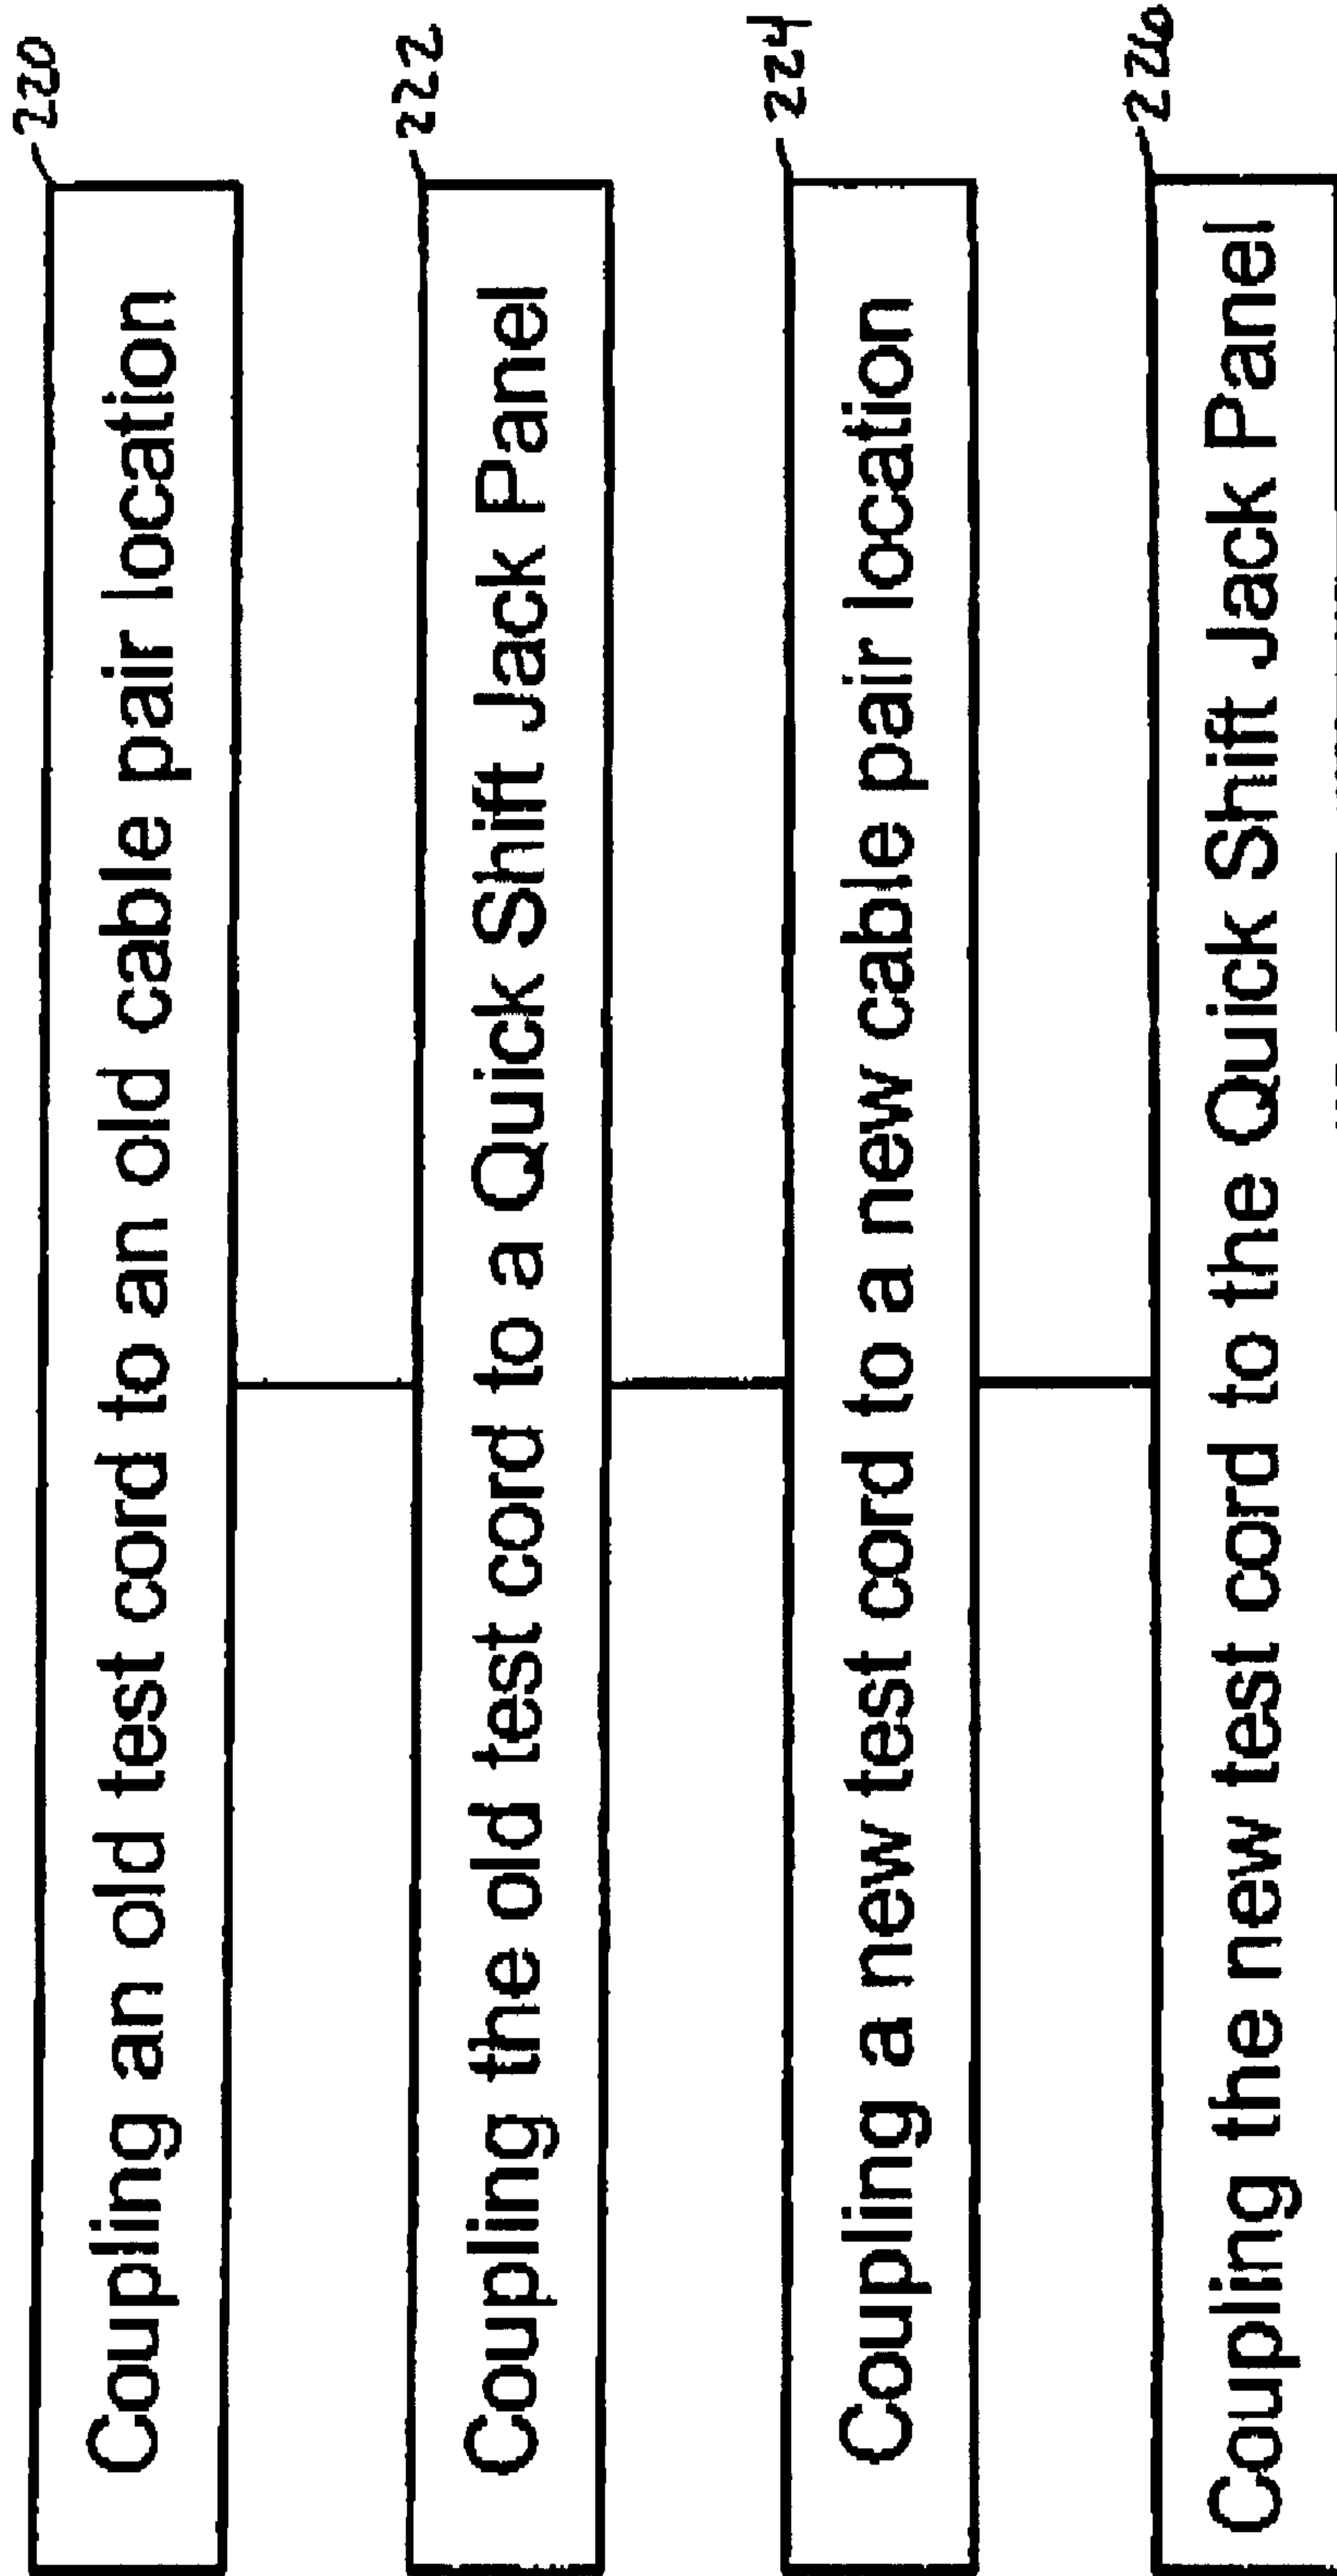 220
Coupling an old test cord to an old cable pair location
222
Coupling the old test cord to a Quick Shift Jack Panel
224
Coupling a new test cord to a new cable pair location
226
Coupling the new test cord to the Quick Shift Jack Panel